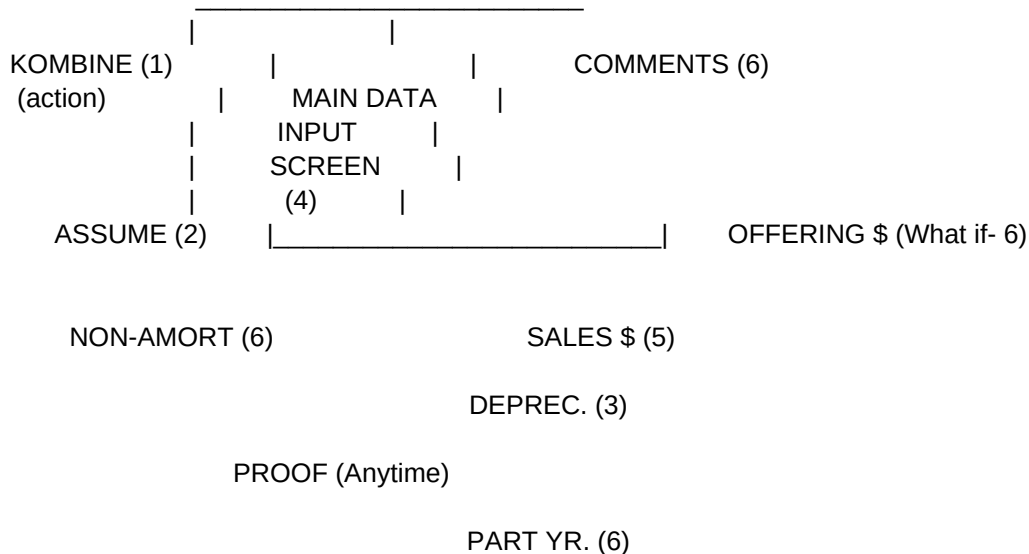 KOMBINE (1) COMMENTS (6)
(action) MAIN DATA
INPUT
SCREEN
(4)
ASSUME (2) OFFERING $ (What if- 6)
NON-AMORT (6) SALES $ (5)
DEPREC. (3)
PROOF (Anytime)
PART YR. (6)